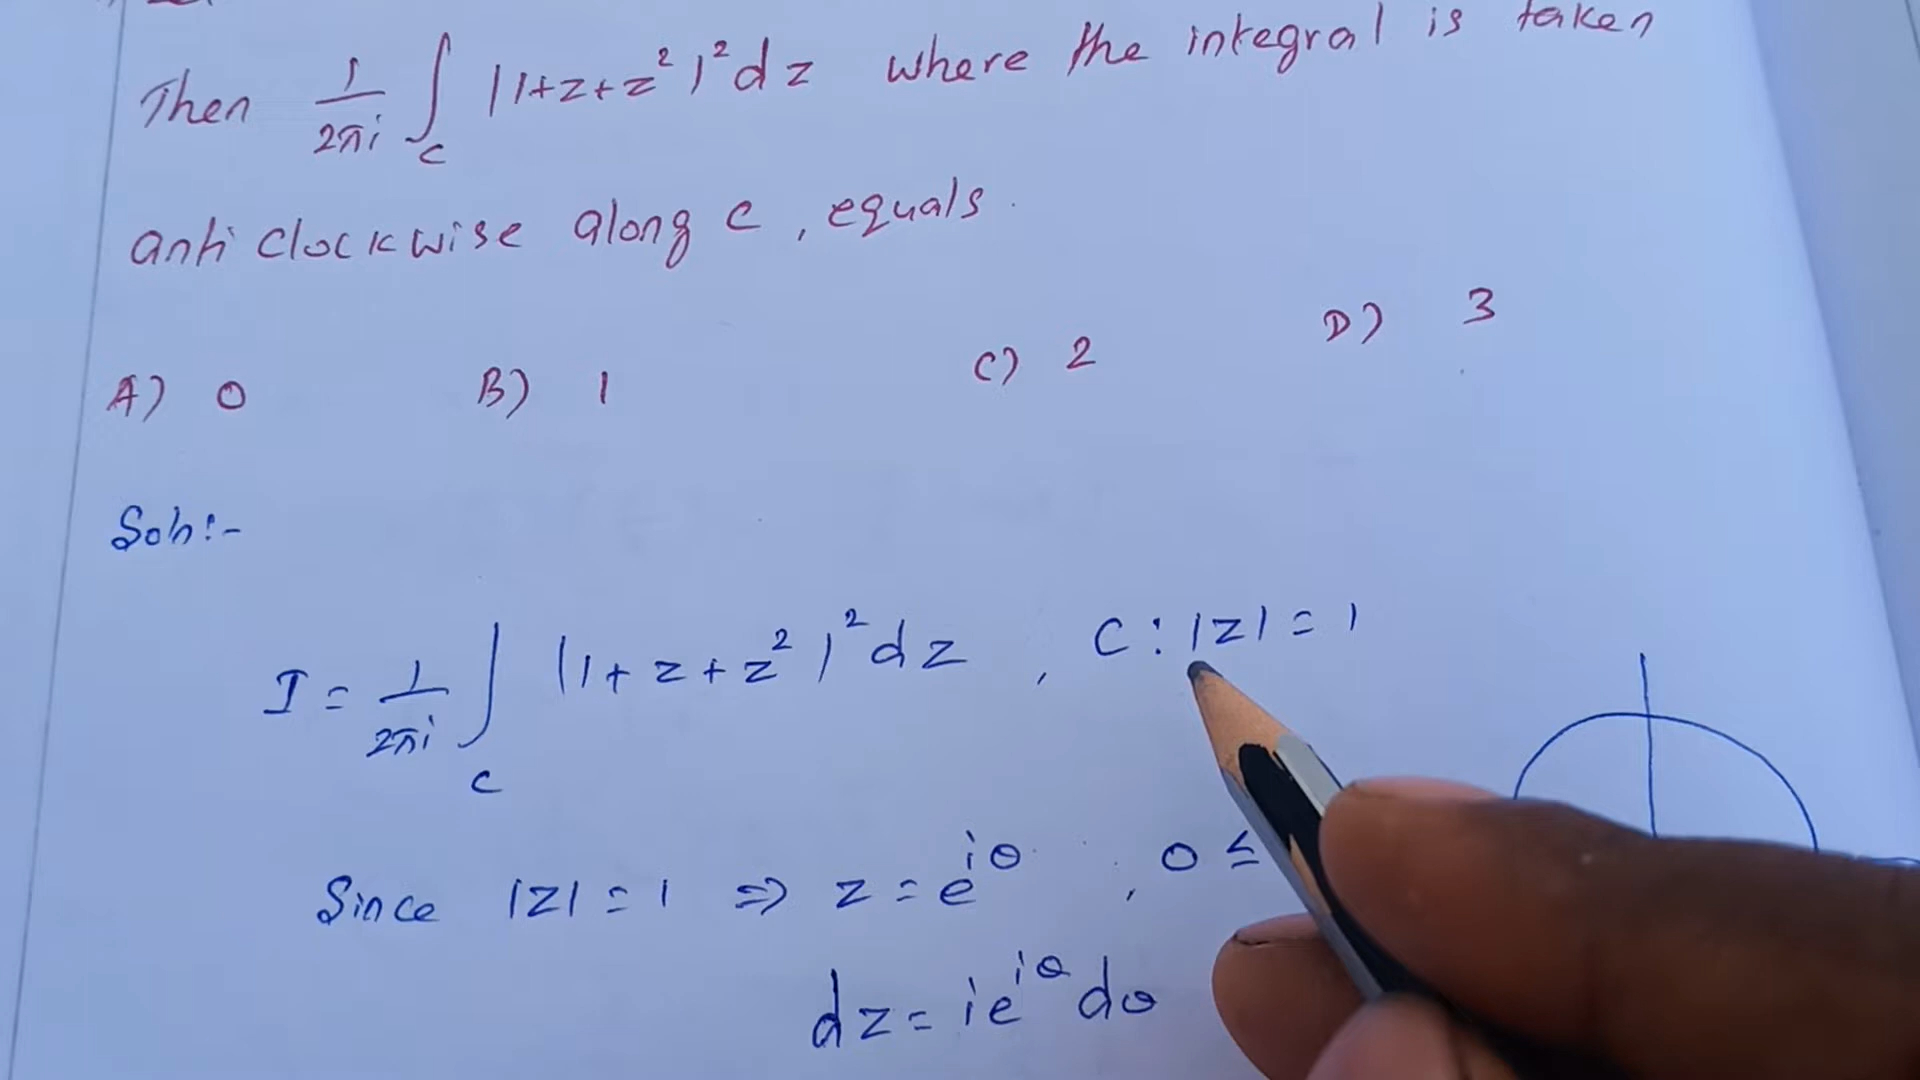 Then 1/2πi ∫_C |1+z+z²|² dz where the integral is taken
anti clockwise along C, equals.
A) 0 B) 1 C) 2 D) 3
Soln:-
I = 1/2πi ∫_C |1+z+z²|² dz , C : |z| = 1
Since |z| = 1 ⇒ z = e^{iθ} , 0 ≤
dz = ie^{iθ} dθ